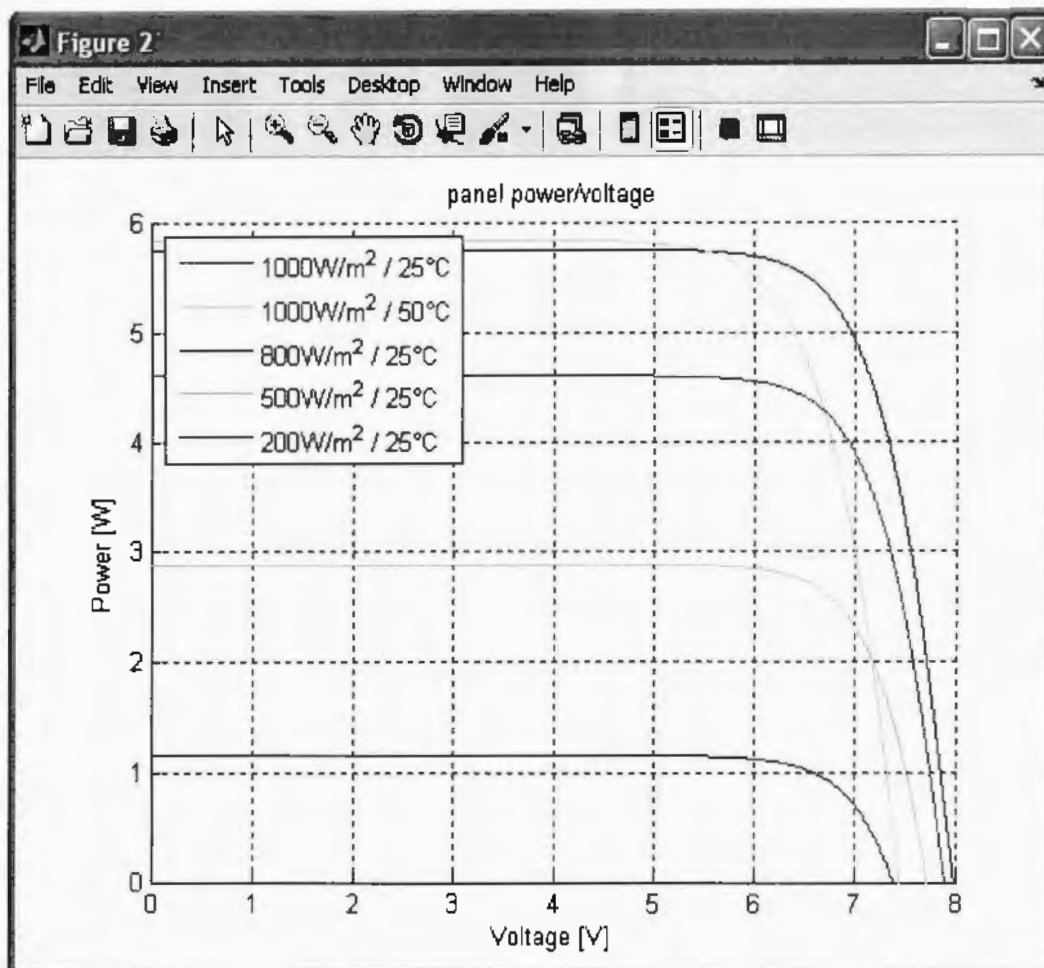 Figure 2
File Edit View Insert Tools Desktop Window Help
panel power/voltage
1000W/m² / 25°C
1000W/m² / 50°C
800W/m² / 25°C
500W/m² / 25°C
200W/m² / 25°C
6
5
4
3
2
1
0
Power [W]
0 1 2 3 4 5 6 7 8
Voltage [V]